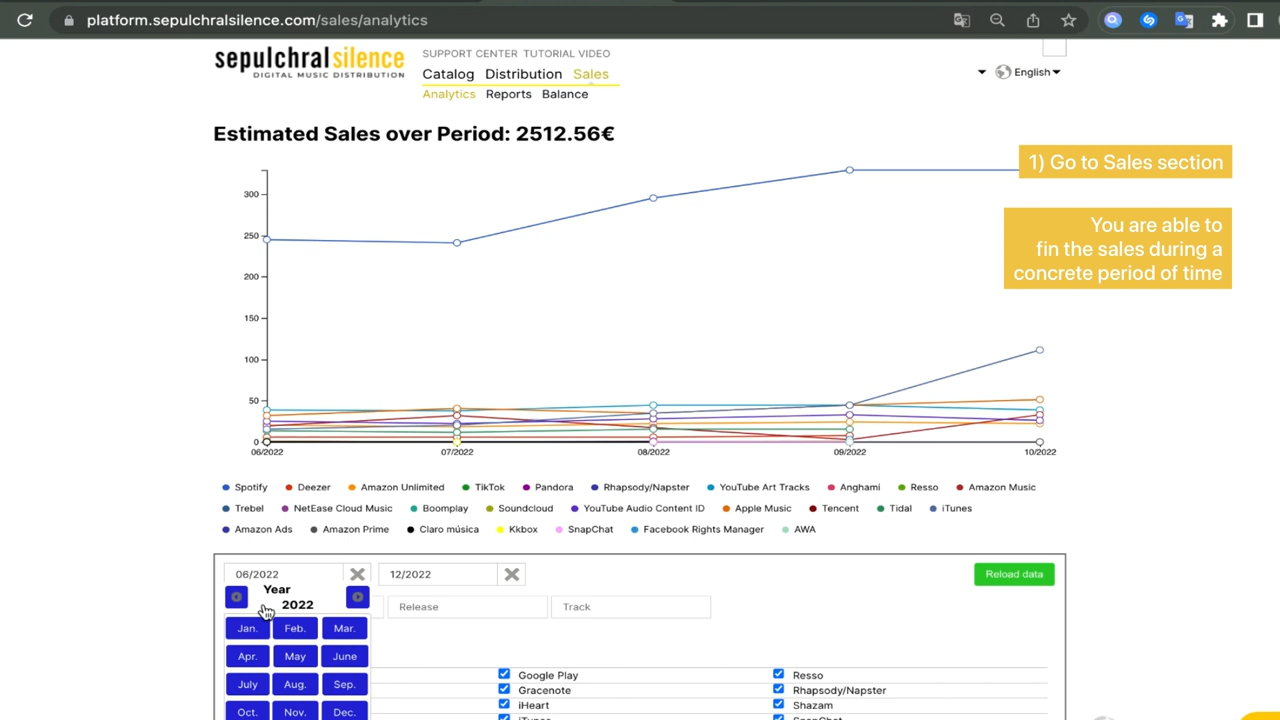 platform.sepulchralsilence.com/sales/analytics
sepulchralsilence
DIGITAL MUSIC DISTRIBUTION
SUPPORT CENTER TUTORIAL VIDEO
Catalog Distribution Sales
Analytics Reports Balance
English
Estimated Sales over Period: 2512.56€
1) Go to Sales section
You are able to
fin the sales during a
concrete period of time
300
250
200
150
100
50
0
06/2022 07/2022 08/2022 09/2022 10/2022
Spotify Deezer Amazon Unlimited TikTok Pandora Rhapsody/Napster YouTube Art Tracks Anghami Resso Amazon Music
Trebel NetEase Cloud Music Boomplay Soundcloud YouTube Audio Content ID Apple Music Tencent Tidal iTunes
Amazon Ads Amazon Prime Claro música Kkbox SnapChat Facebook Rights Manager AWA
06/2022 12/2022 Reload data
Year
2022
Release Track
Jan. Feb. Mar.
Apr. May June
July Aug. Sep.
Oct. Nov. Dec.
Google Play Resso
Gracenote Rhapsody/Napster
iHeart Shazam
iTunes SnapChat